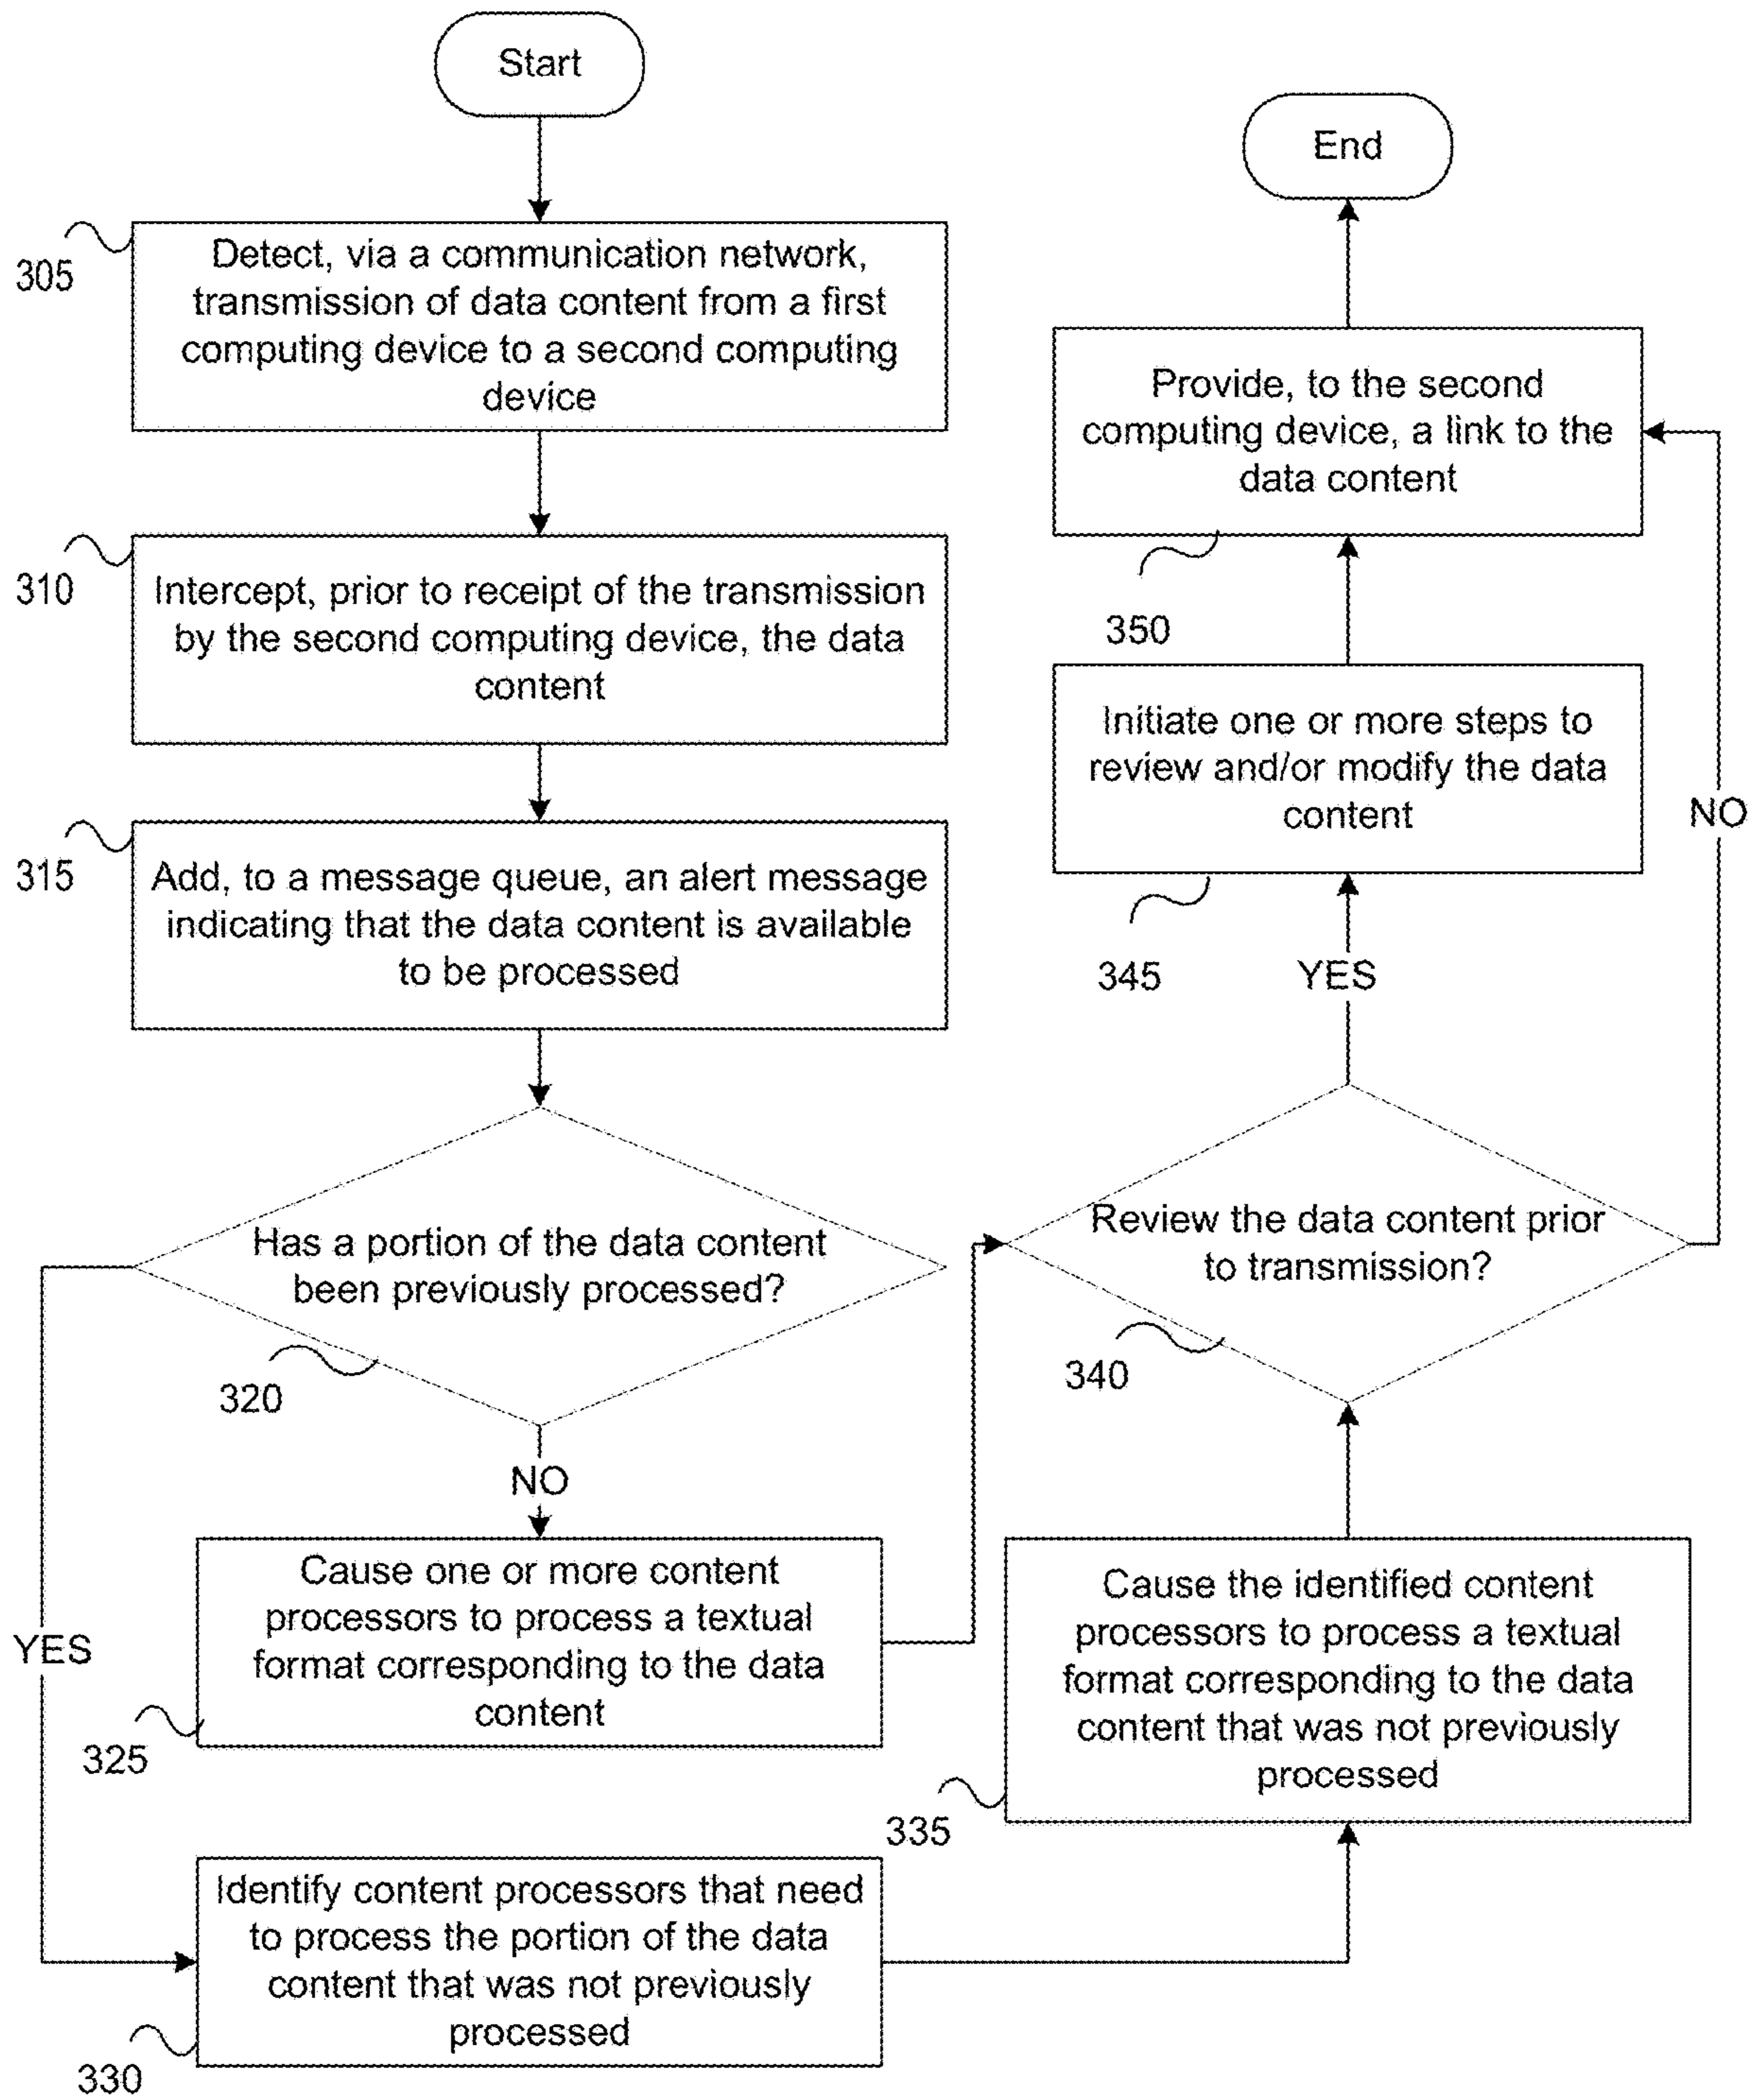 Start
305
Detect, via a communication network,
transmission of data content from a first
computing device to a second computing
device
310
Intercept, prior to receipt of the transmission
by the second computing device, the data
content
315
Add, to a message queue, an alert message
indicating that the data content is available
to be processed
Has a portion of the data content
been previously processed?
320
NO
YES
Cause one or more content
processors to process a textual
format corresponding to the data
content
325
Identify content processors that need
to process the portion of the data
content that was not previously
processed
330
Cause the identified content
processors to process a textual
format corresponding to the data
content that was not previously
processed
335
Review the data content prior
to transmission?
340
YES
NO
Initiate one or more steps to
review and/or modify the data
content
345
Provide, to the second
computing device, a link to the
data content
350
End